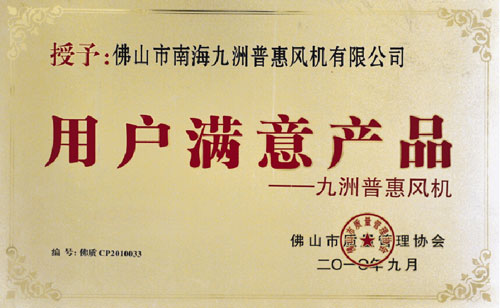 授予：佛山市南海九洲普惠风机有限公司
用户满意产品
——九洲普惠风机
佛山市质量管理协会
编号：佛质CP2010033
二〇一〇年九月